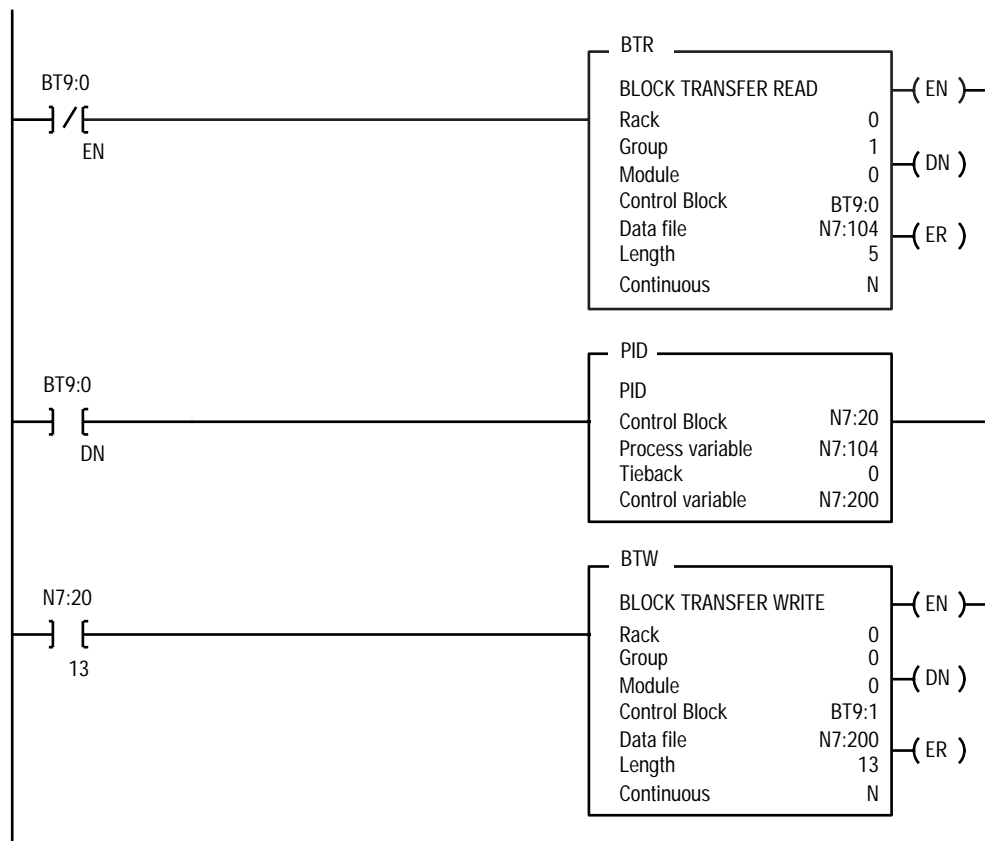 BTR
BT9:0
EN
BLOCK TRANSFER READ
Rack 0
Group 1
Module 0
Control Block BT9:0
Data file N7:104
Length 5
Continuous N
EN
DN
ER
PID
BT9:0
DN
PID
Control Block N7:20
Process variable N7:104
Tieback 0
Control variable N7:200
BTW
N7:20
13
BLOCK TRANSFER WRITE
Rack 0
Group 0
Module 0
Control Block BT9:1
Data file N7:200
Length 13
Continuous N
EN
DN
ER